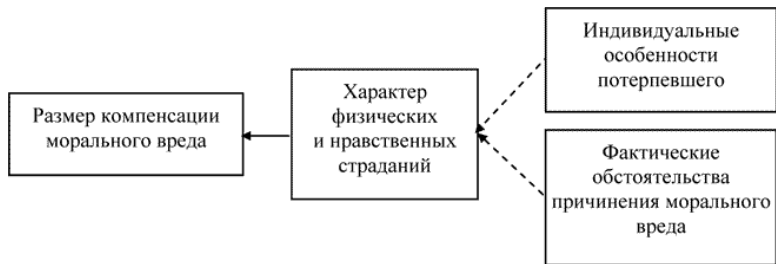 Размер компенсации
морального вреда
Характер
физических
и нравственных
страданий
Индивидуальные
особенности
потерпевшего
Фактические
обстоятельства
причинения морального
вреда